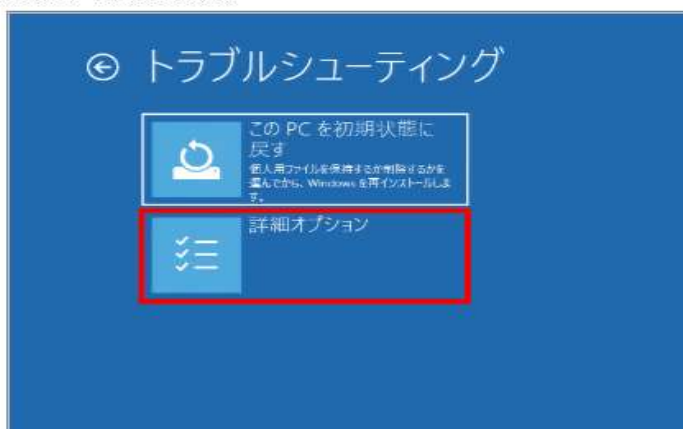 トラブルシューティング
この PC を初期状態に
戻す
個人用ファイルを保持するか削除するかを
選んでから、Windows を再インストールしま
す。
詳細オプション